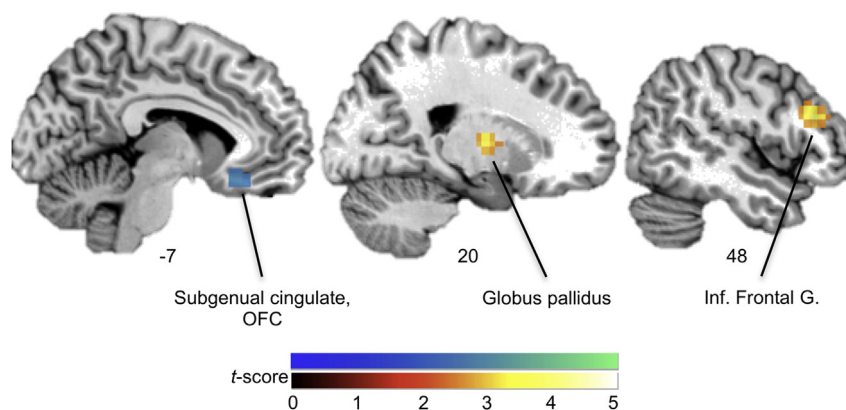 -7
20
48
Subgenual cingulate,
OFC
Globus pallidus
Inf. Frontal G.
t-score
0 1 2 3 4 5